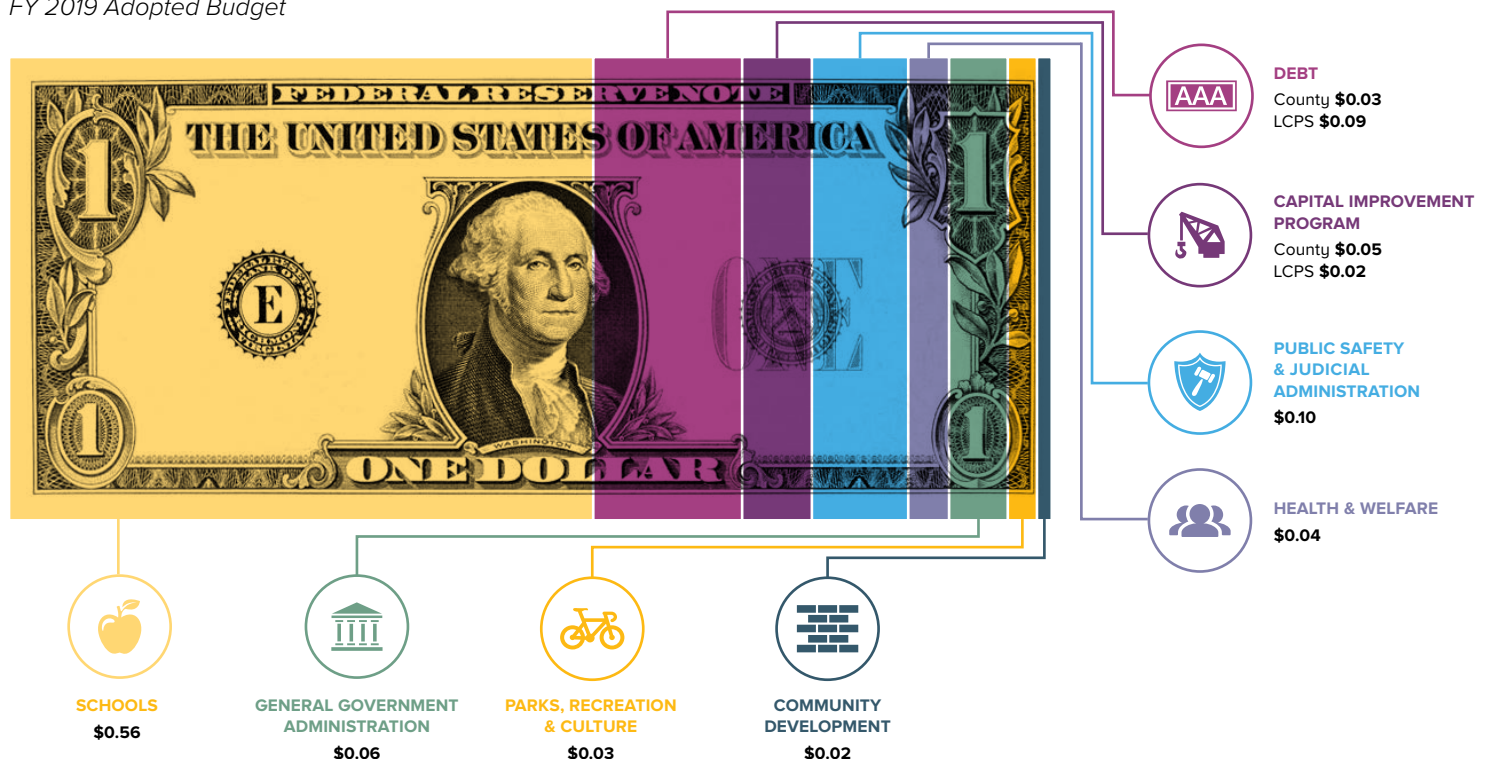 FY 2019 Adopted Budget
FEDERAL RESERVE NOTE
THE UNITED STATES OF AMERICA
1
1
E
ONE
WASHINGTON
1
1
ONE DOLLAR
AAA
DEBT
County $0.03
LCPS $0.09
CAPITAL IMPROVEMENT
PROGRAM
County $0.05
LCPS $0.02
PUBLIC SAFETY
& JUDICIAL
ADMINISTRATION
$0.10
HEALTH & WELFARE
$0.04
SCHOOLS
$0.56
GENERAL GOVERNMENT
ADMINISTRATION
$0.06
PARKS, RECREATION
& CULTURE
$0.03
COMMUNITY
DEVELOPMENT
$0.02